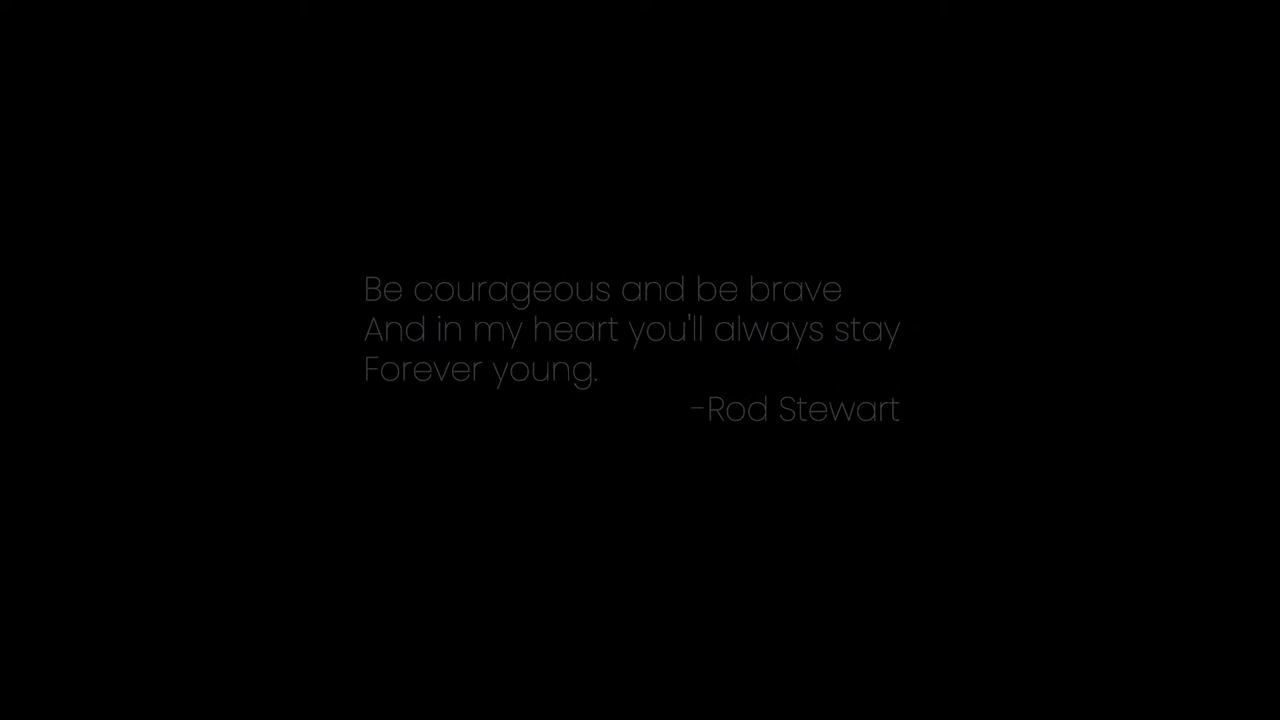 Be courageous and be brave
And in my heart you'll always stay
Forever young.
-Rod Stewart